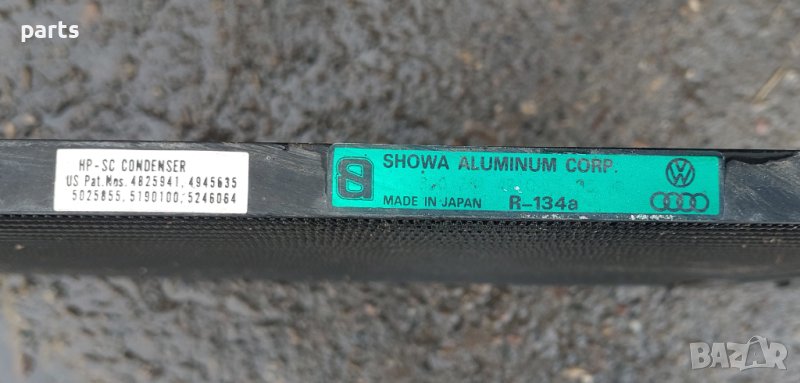 parts
HP-SC CONDENSER
US Pat.Nos. 4825941, 4945635
5025855, 5190100, 5246064
SHOWA ALUMINUM CORP.
MADE IN JAPAN R-134a
BAZAR